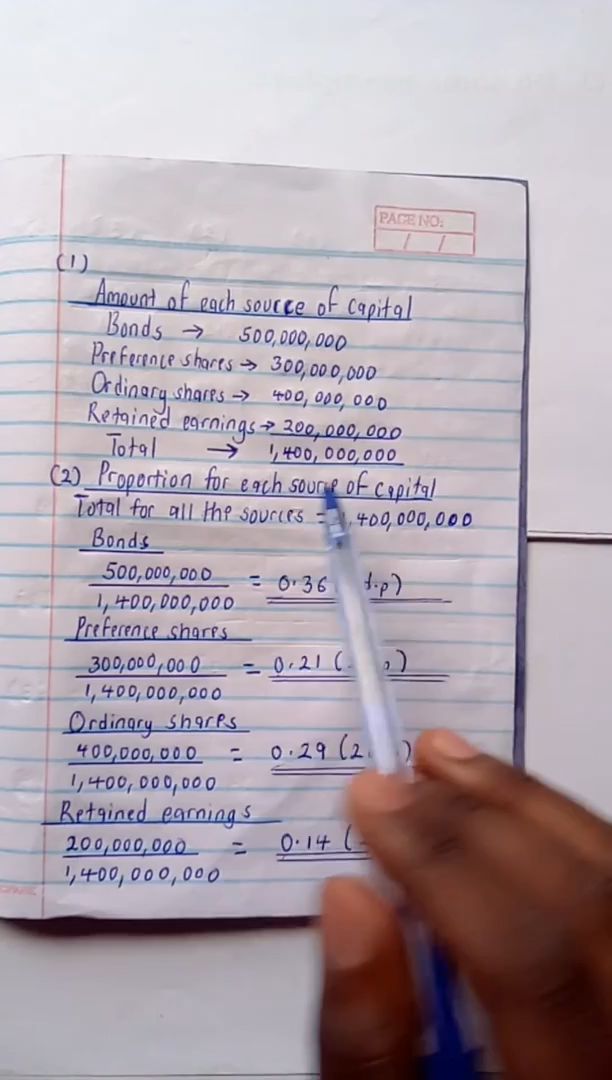 PAGE NO:
/ /
(1)
Amount of each source of capital
Bonds → 500,000,000
Preference shares → 300,000,000
Ordinary shares → 400,000,000
Retained earnings → 200,000,000
Total → 1,400,000,000
(2) Proportion for each source of capital
Total for all the sources = 1,400,000,000
Bonds
500,000,000
1,400,000,000
= 0.36 d.p)
Preference shares
300,000,000
1,400,000,000
= 0.21 ( )
Ordinary shares
400,000,000
1,400,000,000
= 0.29 (2. )
Retained earnings
200,000,000
1,400,000,000
= 0.14 (